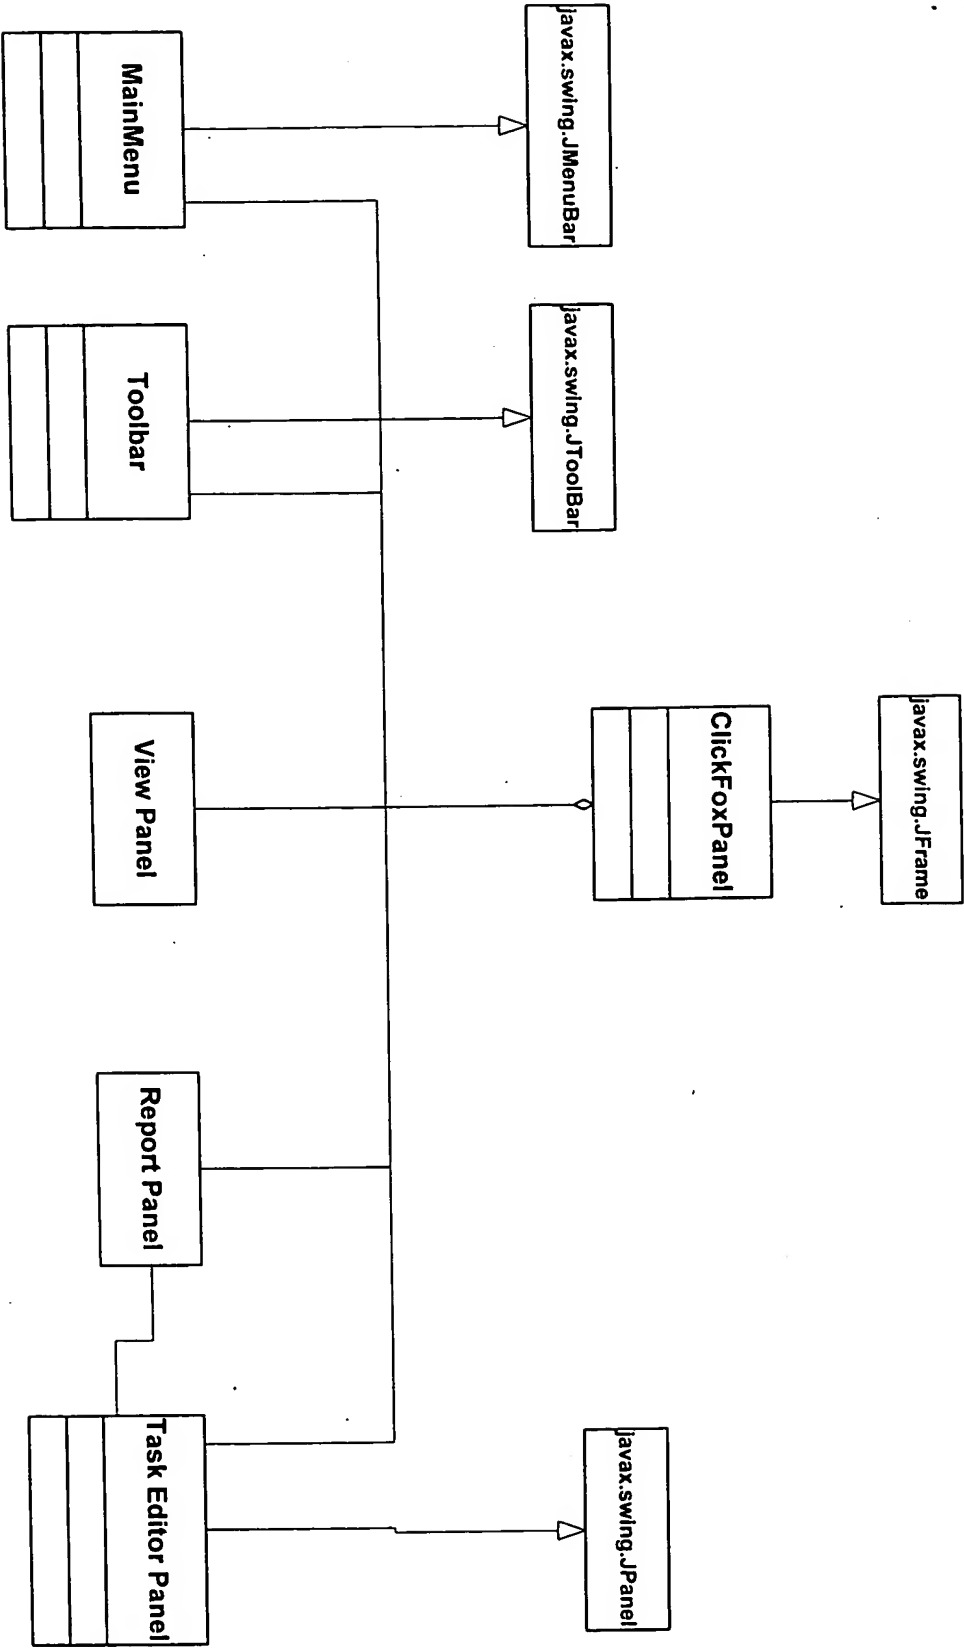 javax.swing.JFrame
ClickFoxPanel
javax.swing.JMenuBar
javax.swing.JToolBar
javax.swing.JPanel
MainMenu
Toolbar
View Panel
Report Panel
Task Editor Panel